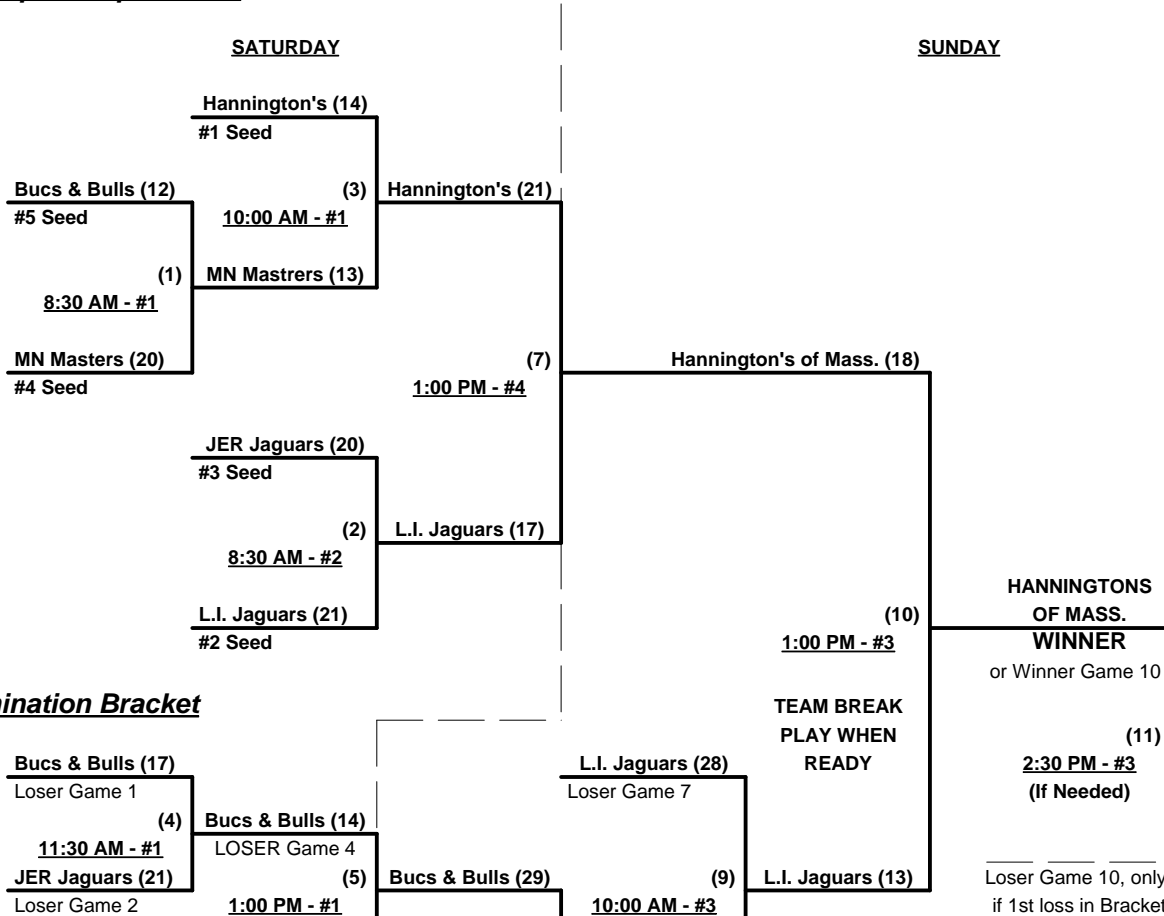 SATURDAY
SUNDAY
Hannington's (14)
#1 Seed
Bucs & Bulls (12)
(3)
Hannington's (21)
#5 Seed
10:00 AM - #1
(1)
MN Mastrers (13)
8:30 AM - #1
MN Masters (20)
(7)
Hannington's of Mass. (18)
#4 Seed
1:00 PM - #4
JER Jaguars (20)
#3 Seed
(2)
L.I. Jaguars (17)
8:30 AM - #2
HANNINGTONS
L.I. Jaguars (21)
(10)
OF MASS.
#2 Seed
1:00 PM - #3
WINNER
or Winner Game 10
ination Bracket
TEAM BREAK
PLAY WHEN
(11)
Bucs & Bulls (17)
L.I. Jaguars (28)
READY
2:30 PM - #3
Loser Game 1
Loser Game 7
(If Needed)
(4)
Bucs & Bulls (14)
11:30 AM - #1
LOSER Game 4
JER Jaguars (21)
(5)
Bucs & Bulls (29)
(9)
L.I. Jaguars (13)
Loser Game 10, only
Loser Game 2
1:00 PM - #1
10:00 AM - #3
if 1st loss in Bracket